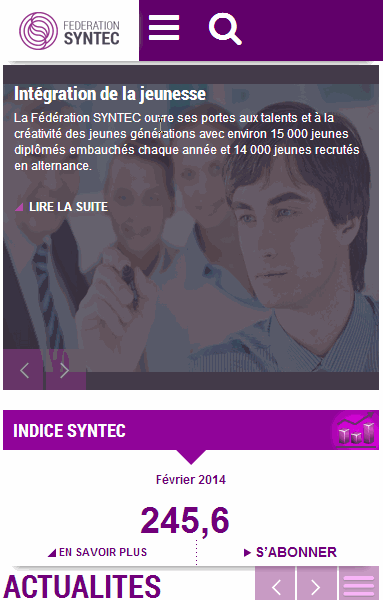 FEDERATION
SYNTEC
Intégration de la jeunesse
La Fédération SYNTEC ouvre ses portes aux talents et à la
créativité des jeunes générations avec environ 15 000 jeunes
diplômés embauchés chaque année et 14 000 jeunes recrutés
en alternance.
LIRE LA SUITE
INDICE SYNTEC
Février 2014
245,6
EN SAVOIR PLUS
S'ABONNER
ACTUALITES